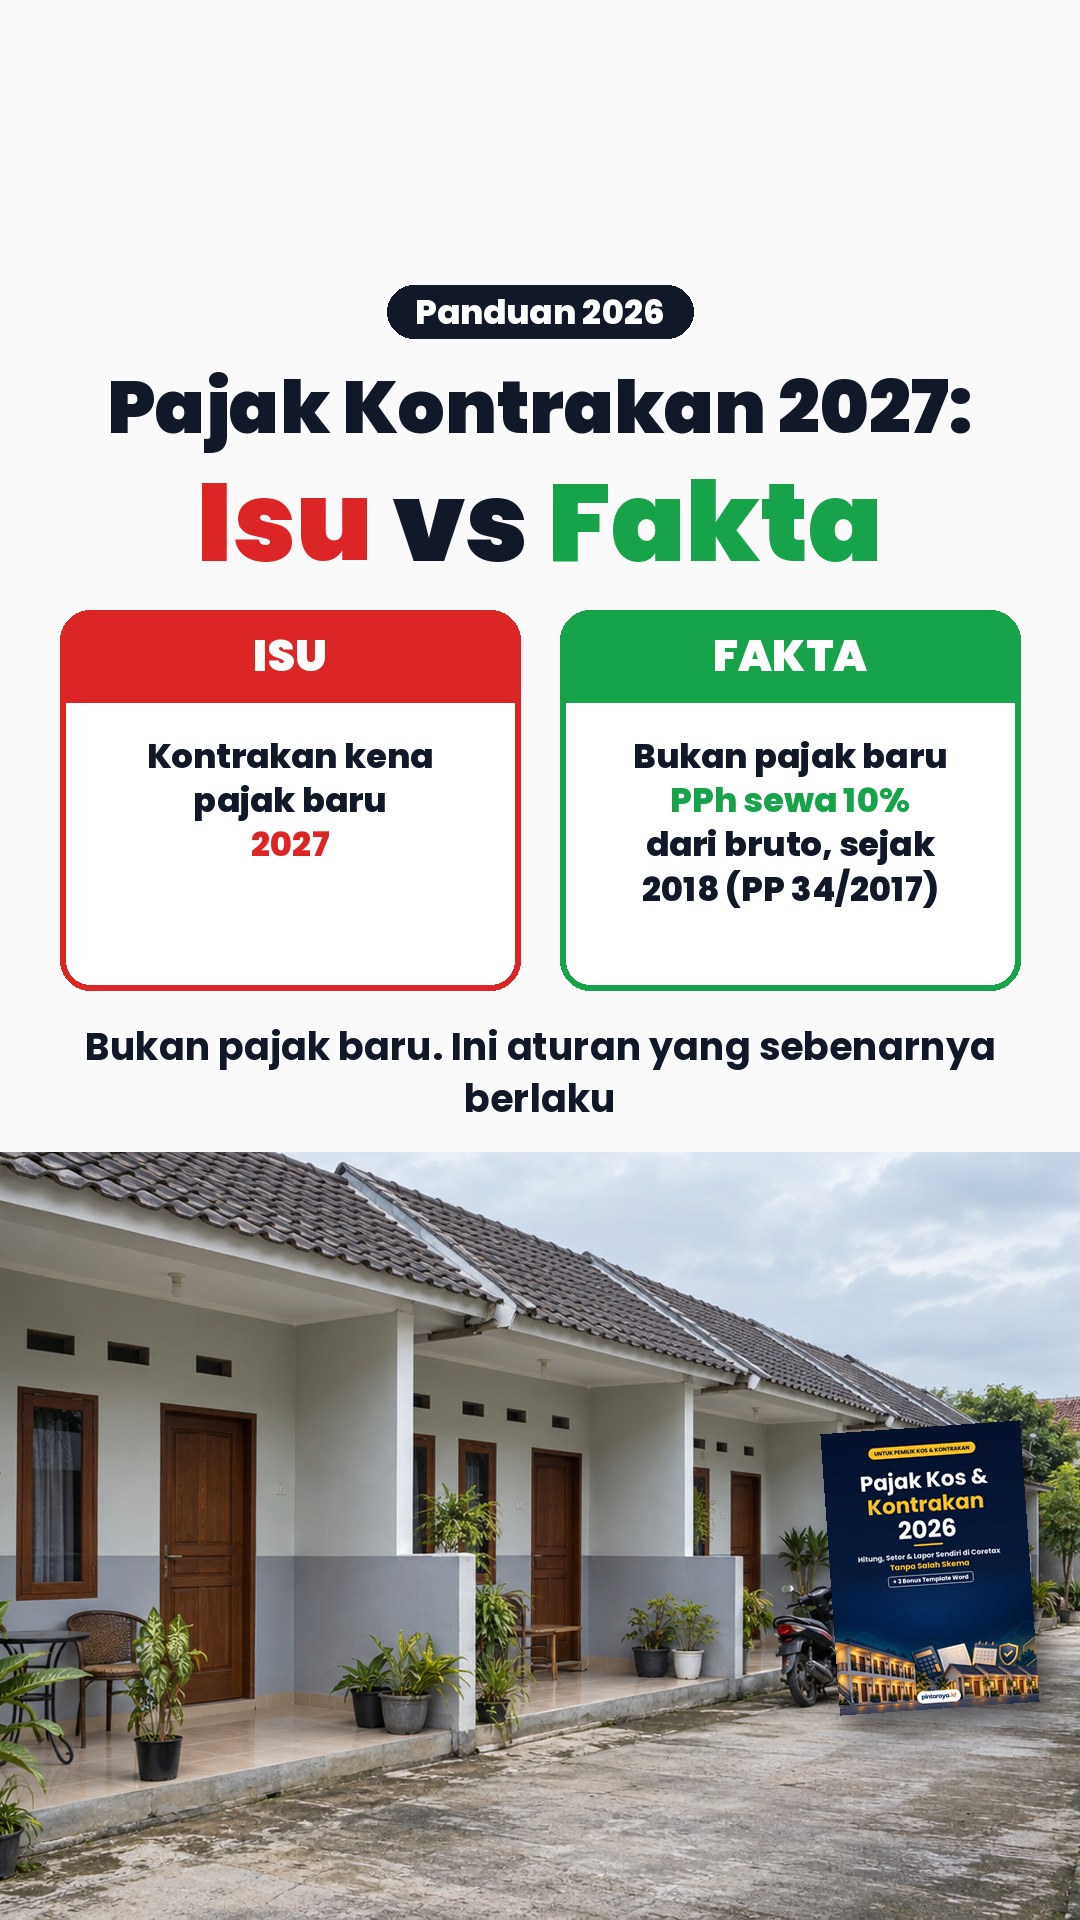 Panduan 2026
Pajak Kontrakan 2027:
Isu vs Fakta
ISU
Kontrakan kena
pajak baru
2027
FAKTA
Bukan pajak baru
PPh sewa 10%
dari bruto, sejak
2018 (PP 34/2017)
Bukan pajak baru. Ini aturan yang sebenarnya
berlaku
UNTUK PEMILIK KOS & KONTRAKAN
Pajak Kos &
Kontrakan
2026
Hitung, Setor & Lapor Sendiri di Coretax
Tanpa Salah Skema
+ 3 Bonus Template Word
pintaraya.id